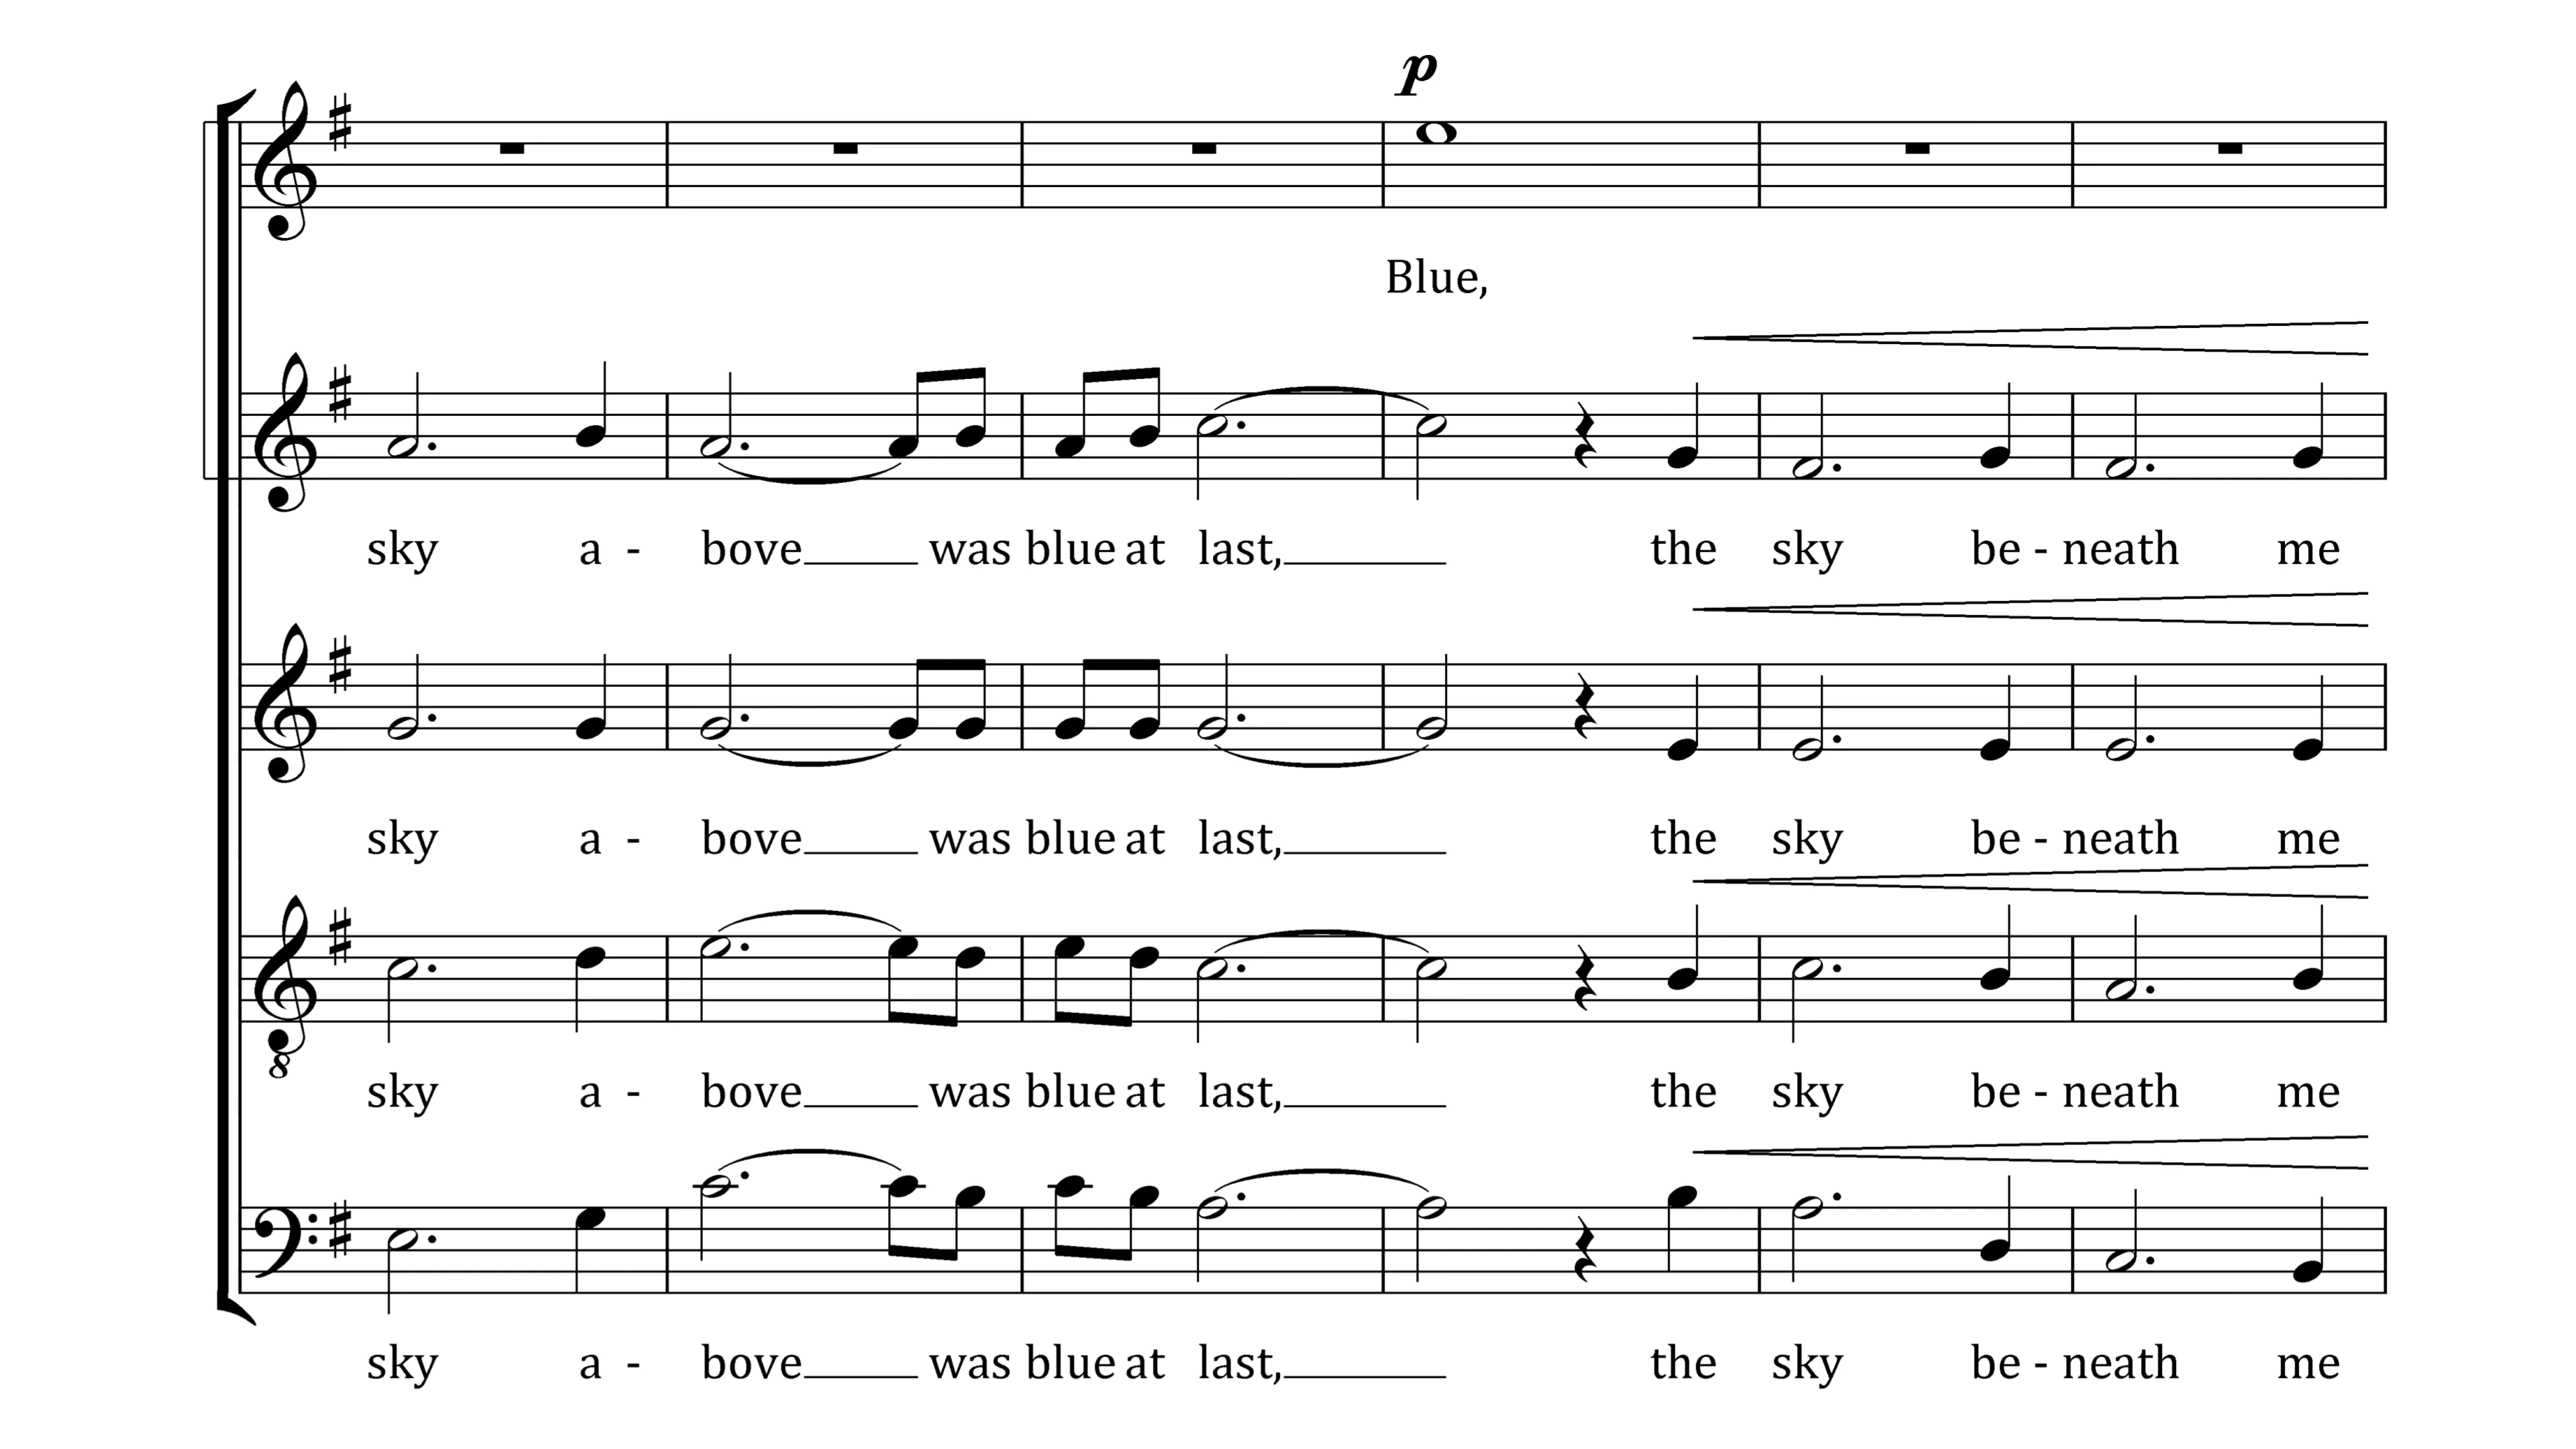 p
Blue,
sky a - bove was blue at last, the sky be - neath me
sky a - bove was blue at last, the sky be - neath me
8
sky a - bove was blue at last, the sky be - neath me
sky a - bove was blue at last, the sky be - neath me